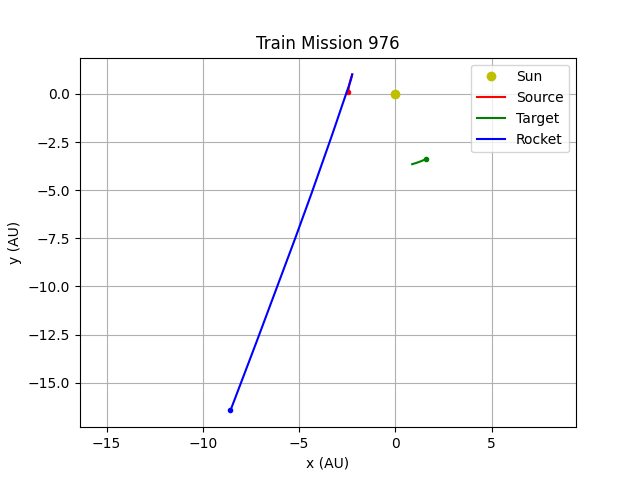 Train Mission 976
Sun
Source
Target
Rocket
0.0
−2.5
−5.0
−7.5
−10.0
−12.5
−15.0
y (AU)
−15
−10
−5
0
5
x (AU)